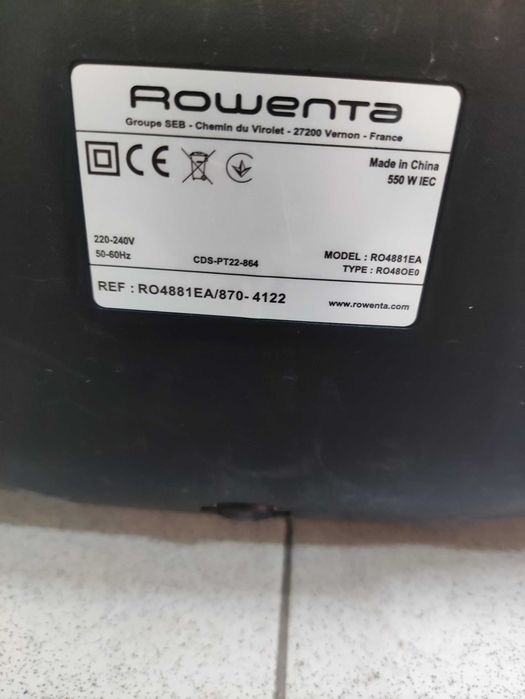 Rowenta
Groupe SEB - Chemin du Virolet - 27200 Vernon - France
CE
Made in China
550 W IEC
220-240V
50-60Hz
CDS-PT22-864
MODEL : RO4881EA
TYPE : RO48OE0
REF : RO4881EA/870- 4122
www.rowenta.com